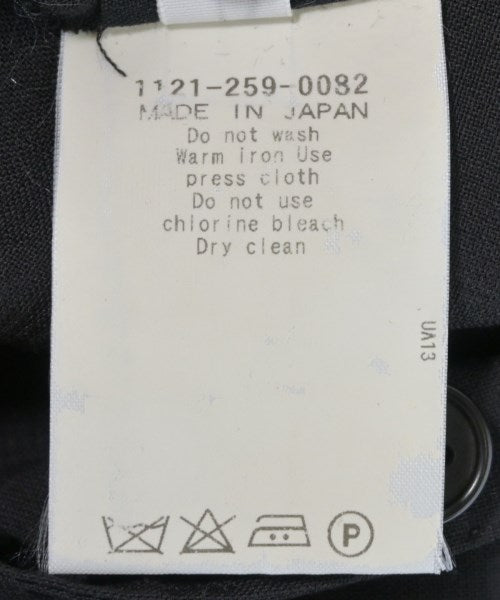 1121-259-0082
MADE IN JAPAN
Do not wash
Warm iron Use
press cloth
Do not use
chlorine bleach
Dry clean
UA13
P